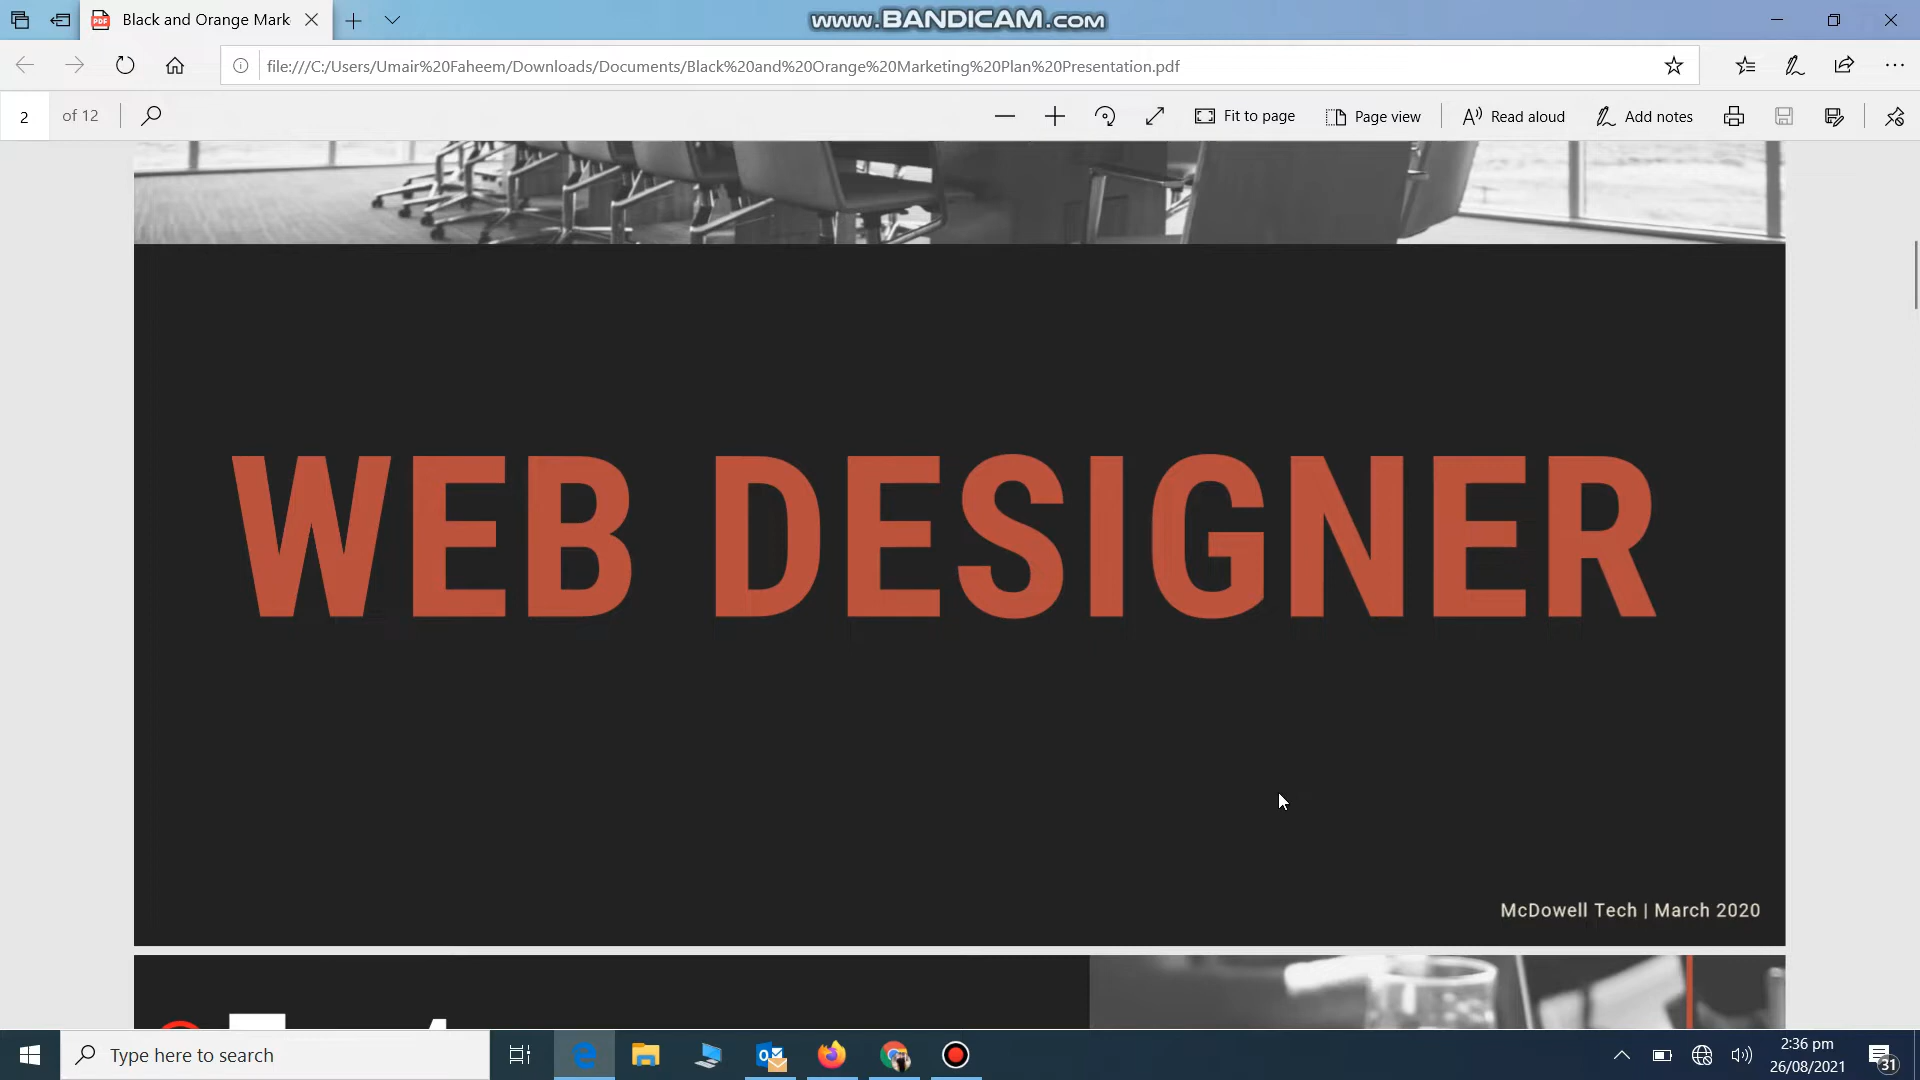 Black and Orange Mark
www.BANDICAM.com
file:///C:/Users/Umair%20Faheem/Downloads/Documents/Black%20and%20Orange%20Marketing%20Plan%20Presentation.pdf
2 of 12
Fit to page
Page view
Read aloud
Add notes
WEB DESIGNER
McDowell Tech | March 2020
Type here to search
2:36 pm
26/08/2021
31